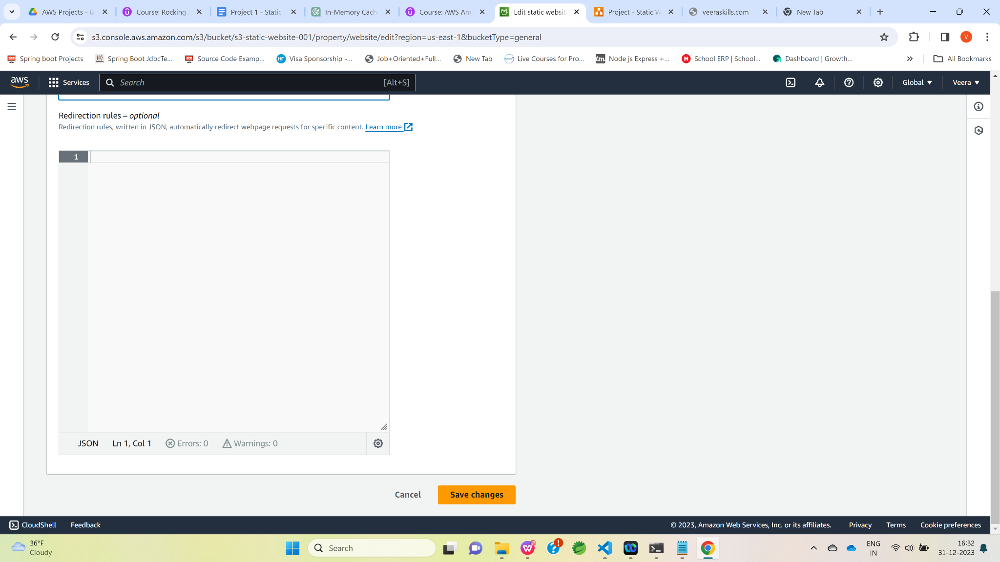 AWS Projects - G
Course: Rocking
Project 1 - Static
In-Memory Cach
Course: AWS Am
Edit static websit
Project - Static W
veeraskills.com
New Tab
s3.console.aws.amazon.com/s3/bucket/s3-static-website-001/property/website/edit?region=us-east-1&bucketType=general
V
Spring boot Projects
Spring Boot JdbcTe...
Source Code Examp...
Visa Sponsorship -...
Job+Oriented+Full...
New Tab
Live Courses for Pro...
Node js Express +...
School ERP | School...
Dashboard | Growth...
All Bookmarks
aws
Services
Search
[Alt+S]
Global
Veera
Redirection rules – optional
Redirection rules, written in JSON, automatically redirect webpage requests for specific content. Learn more
1
JSON
Ln 1, Col 1
Errors: 0
Warnings: 0
Cancel
Save changes
CloudShell
Feedback
© 2023, Amazon Web Services, Inc. or its affiliates.
Privacy
Terms
Cookie preferences
36°F
Cloudy
Search
ENG
IN
16:32
31-12-2023